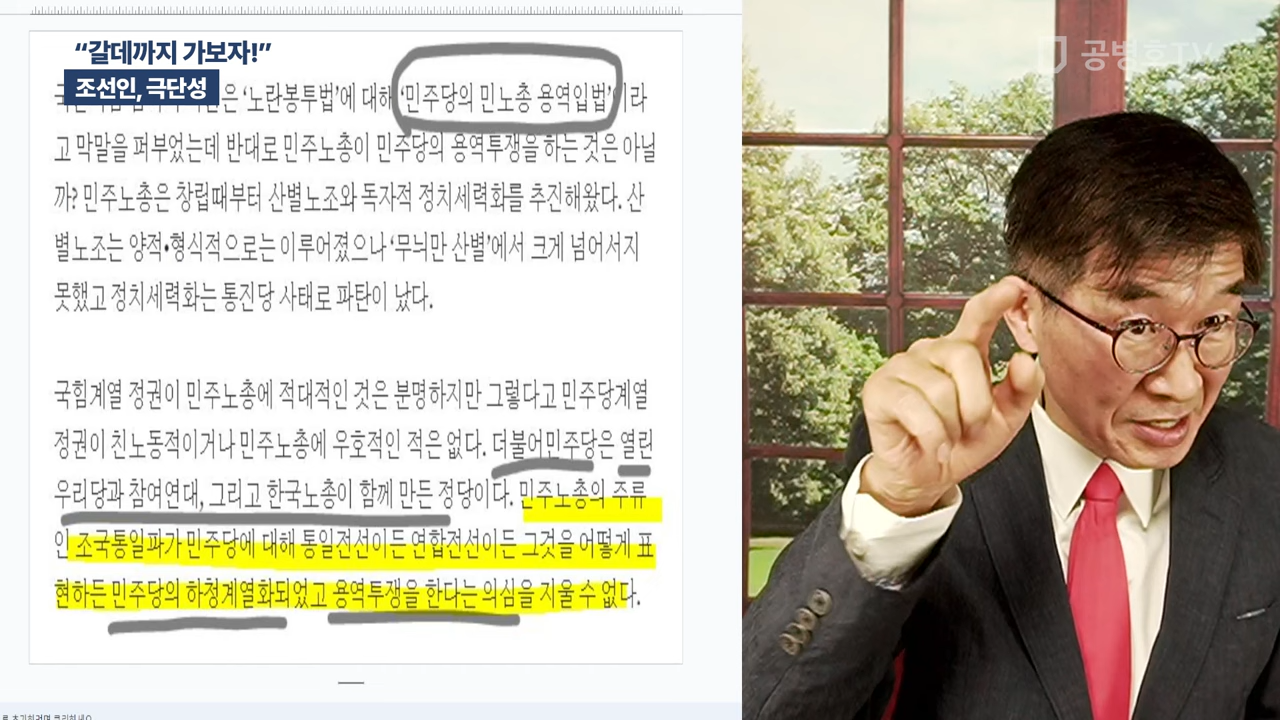 “갈데까지 가보자!”
조선인, 극단성
은 ‘노란봉투법’에 대해 ‘민주당의 민노총 용역입법’이라
고 막말을 퍼부었는데 반대로 민주노총이 민주당의 용역투쟁을 하는 것은 아닐
까? 민주노총은 창립때부터 산별노조와 독자적 정치세력화를 추진해왔다. 산
별노조는 양적•형식적으로는 이루어졌으나 ‘무늬만 산별’에서 크게 넘어서지
못했고 정치세력화는 통진당 사태로 파탄이 났다.
국힘계열 정권이 민주노총에 적대적인 것은 분명하지만 그렇다고 민주당계열
정권이 친노동적이거나 민주노총에 우호적인 적은 없다. 더불어민주당은 열린
우리당과 참여연대, 그리고 한국노총이 함께 만든 정당이다. 민주노총의 주류
인 조국통일파가 민주당에 대해 통일전선이든 연합전선이든 그것을 어떻게 표
현하든 민주당의 하청계열화되었고 용역투쟁을 한다는 의심을 지울 수 없다.
공병호TV